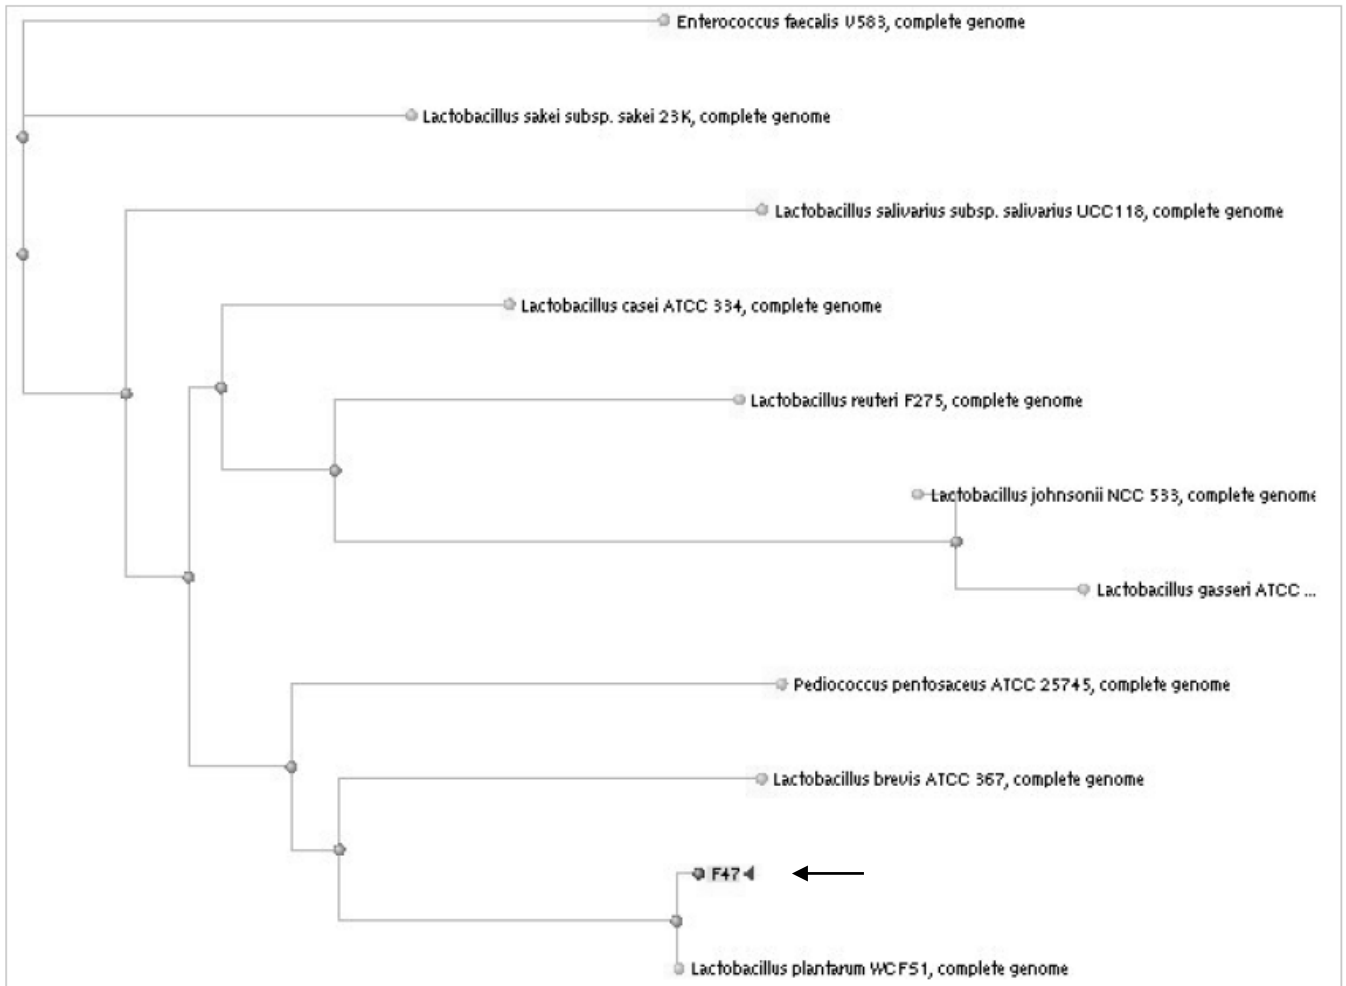 Enterococcus faecalis V583, complete genome
Lactobacillus sakei subsp. sakei 23K, complete genome
Lactobacillus salivarius subsp. salivarius UCC118, complete genome
Lactobacillus casei ATCC 334, complete genome
Lactobacillus reuteri F275, complete genome
Lactobacillus johnsonii NCC 533, complete genome
Lactobacillus gasseri ATCC ...
Pediococcus pentosaceus ATCC 25745, complete genome
Lactobacillus brevis ATCC 367, complete genome
F47
Lactobacillus plantarum WCFS1, complete genome